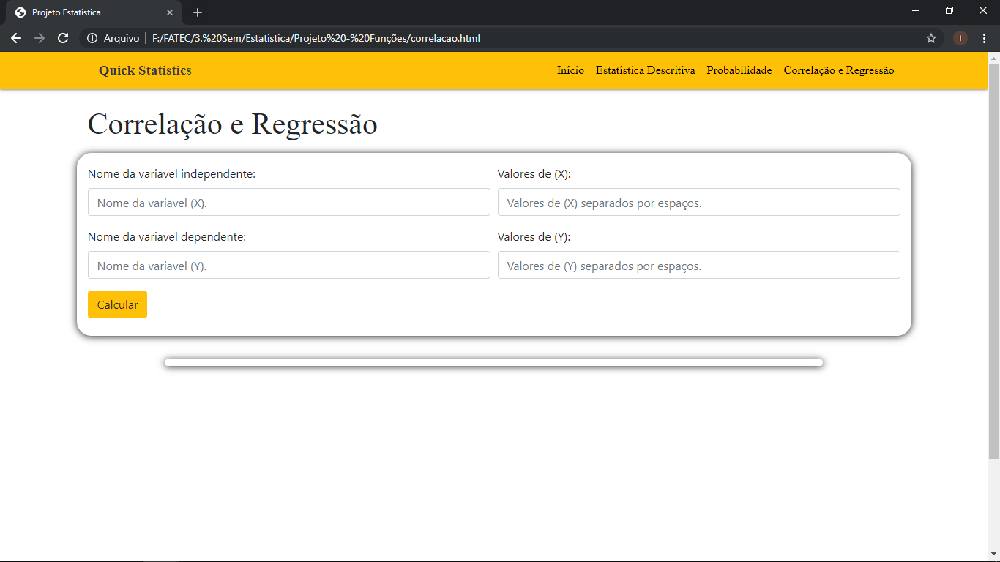 Projeto Estatistica
Arquivo F:/FATEC/3.%20Sem/Estatistica/Projeto%20-%20Funções/correlacao.html
I
Quick Statistics Início Estatística Descritiva Probabilidade Correlação e Regressão
Correlação e Regressão
Nome da variavel independente: Valores de (X):
Nome da variavel (X). Valores de (X) separados por espaços.
Nome da variavel dependente: Valores de (Y):
Nome da variavel (Y). Valores de (Y) separados por espaços.
Calcular